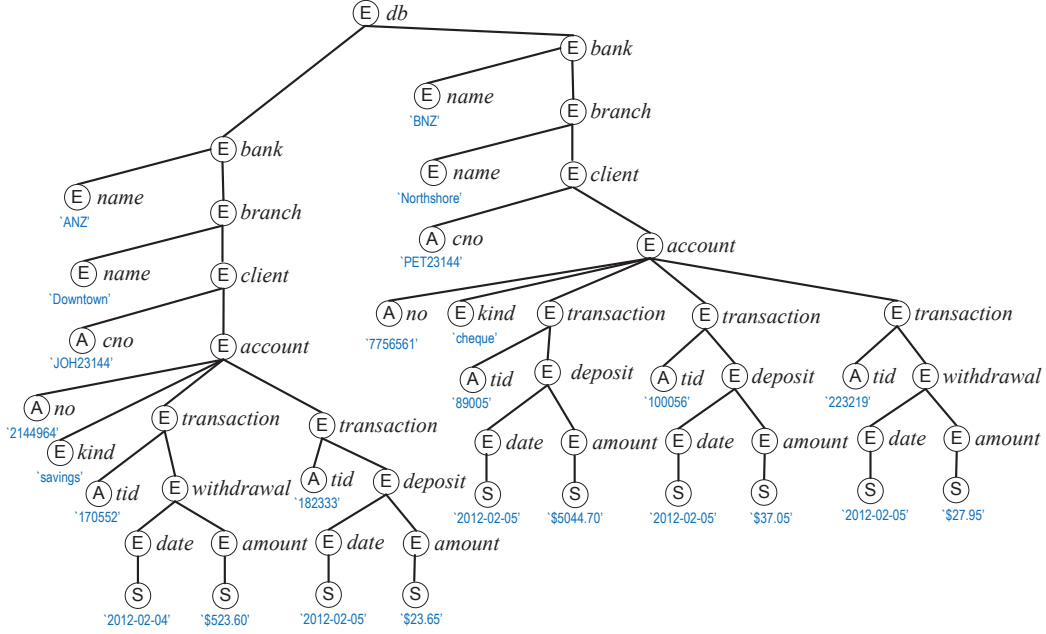 E db
E bank
E name
`BNZ'
E branch
E bank
E name
`ANZ'
E name
`Northshore'
E client
E branch
A cno
`PET23144'
E account
E name
`Downtown'
E client
A cno
`JOH23144'
E account
A no
`7756561'
E kind
`cheque'
E transaction
E transaction
E transaction
A tid
`89005'
E deposit
A tid
`100056'
E deposit
A tid
`223219'
E withdrawal
A no
`2144964'
E kind
`savings'
E transaction
E transaction
E date
E amount
E date
E amount
E date
E amount
A tid
`170552'
E withdrawal
A tid
`182333'
E deposit
S
`2012-02-05'
S
`$5044.70'
S
`2012-02-05'
S
`$37.05'
S
`2012-02-05'
S
`$27.95'
E date
E amount
E date
E amount
S
`2012-02-04'
S
`$523.60'
S
`2012-02-05'
S
`$23.65'